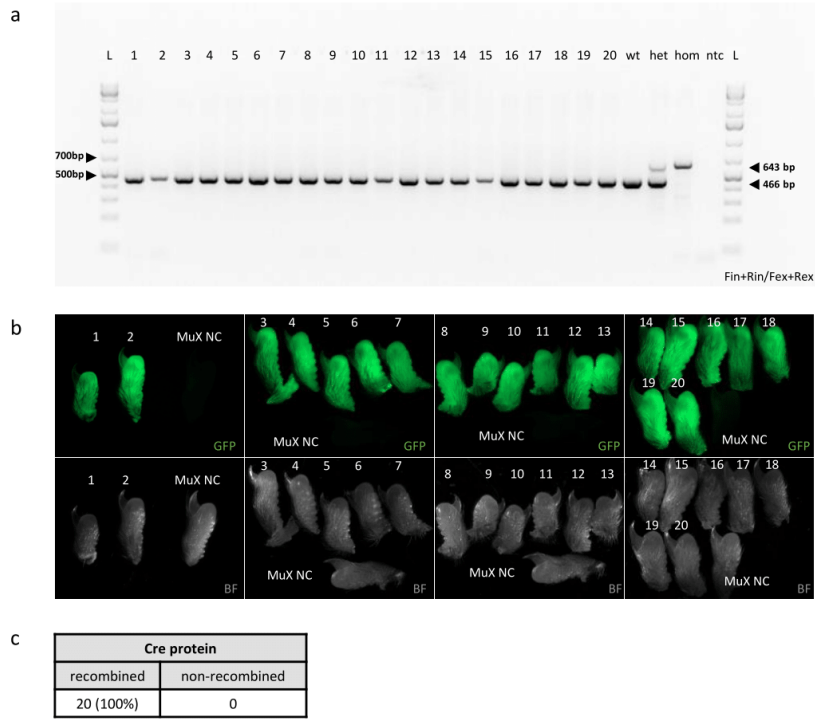 a
L 1 2 3 4 5 6 7 8 9 10 11 12 13 14 15 16 17 18 19 20 wt het hom ntc L
700bp
500bp
643 bp
466 bp
Fin+Rin/Fex+Rex
b
1 2 MuX NC
GFP
3 4 5 6 7
MuX NC GFP
8 9 10 11 12 13
MuX NC GFP
14 15 16 17 18
19 20
MuX NC GFP
1 2 MuX NC
BF
3 4 5 6 7
MuX NC BF
8 9 10 11 12 13
MuX NC BF
14 15 16 17 18
19 20
MuX NC BF
c
Cre protein
recombined non-recombined
20 (100%) 0